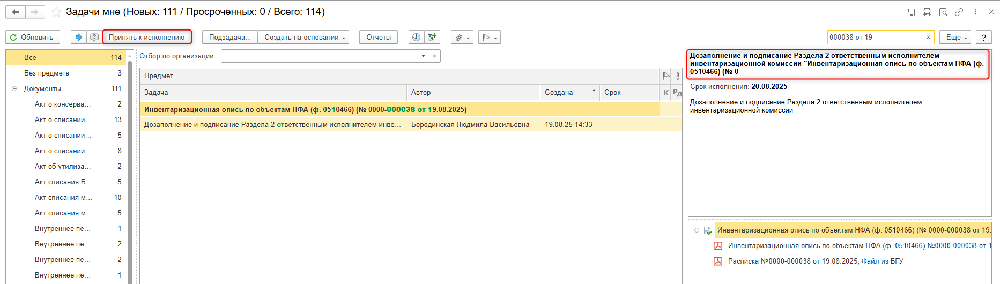 Задачи мне (Новых: 111 / Просроченных: 0 / Всего: 114)
Обновить
Принять к исполнению
Подзадача...
Создать на основании
Отчеты
000038 от 19
×
Еще
?
Все 114
Без предмета 3
Документы 111
Акт о консерва... 2
Акт о списании... 13
Акт о списании... 5
Акт о списании... 8
Акт об утилиза... 2
Акт списания Б... 5
Акт списания м... 10
Акт списания м... 5
Внутреннее пе... 1
Внутреннее пе... 2
Внутреннее пе... 2
Внутреннее пе... 1
Отбор по организации:
×
Предмет
Задача Автор Создана ↑ Срок К Рд
Инвентаризационная опись по объектам НФА (ф. 0510466) (№ 0000-000038 от 19.08.2025)
Дозаполнение и подписание Раздела 2 ответственным исполнителем инве... Бородинская Людмила Васильевна 19.08.25 14:33
Дозаполнение и подписание Раздела 2 ответственным исполнителем
инвентаризационной комиссии "Инвентаризационная опись по объектам НФА (ф.
0510466) (№ 0
Срок исполнения: 20.08.2025
Дозаполнение и подписание Раздела 2 ответственным исполнителем
инвентаризационной комиссии
Инвентаризационная опись по объектам НФА (ф. 0510466) (№ 0000-000038 от 19.
Инвентаризационная опись по объектам НФА (ф. 0510466) №0000-000038 от 1
Расписка №0000-000038 от 19.08.2025, Файл из БГУ